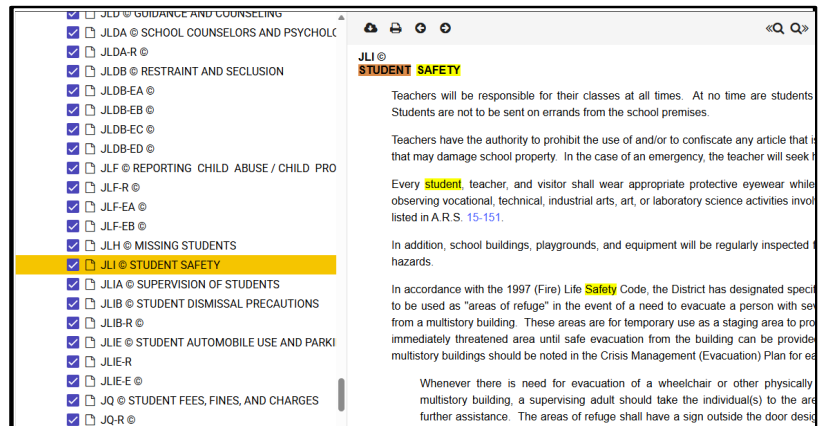 JLD © GUIDANCE AND COUNSELING
JLDA © SCHOOL COUNSELORS AND PSYCHOLO
JLDA-R ©
JLDB © RESTRAINT AND SECLUSION
JLDB-EA ©
JLDB-EB ©
JLDB-EC ©
JLDB-ED ©
JLF © REPORTING CHILD ABUSE / CHILD PRO
JLF-R ©
JLF-EA ©
JLF-EB ©
JLH © MISSING STUDENTS
JLI © STUDENT SAFETY
JLIA © SUPERVISION OF STUDENTS
JLIB © STUDENT DISMISSAL PRECAUTIONS
JLIB-R ©
JLIE © STUDENT AUTOMOBILE USE AND PARKI
JLIE-R
JLIE-E ©
JQ © STUDENT FEES, FINES, AND CHARGES
JQ-R ©
JLI ©
STUDENT SAFETY
Teachers will be responsible for their classes at all times. At no time are students
Students are not to be sent on errands from the school premises.
Teachers have the authority to prohibit the use of and/or to confiscate any article that is
that may damage school property. In the case of an emergency, the teacher will seek
Every student, teacher, and visitor shall wear appropriate protective eyewear while
observing vocational, technical, industrial arts, art, or laboratory science activities
listed in A.R.S. 15-151.
In addition, school buildings, playgrounds, and equipment will be regularly inspected
hazards.
In accordance with the 1997 (Fire) Life Safety Code, the District has designated
to be used as "areas of refuge" in the event of a need to evacuate a person with
from a multistory building. These areas are for temporary use as a staging area to
immediately threatened area until safe evacuation from the building can be
multistory buildings should be noted in the Crisis Management (Evacuation) Plan for
Whenever there is need for evacuation of a wheelchair or other physically
multistory building, a supervising adult should take the individual(s) to the
further assistance. The areas of refuge shall have a sign outside the door